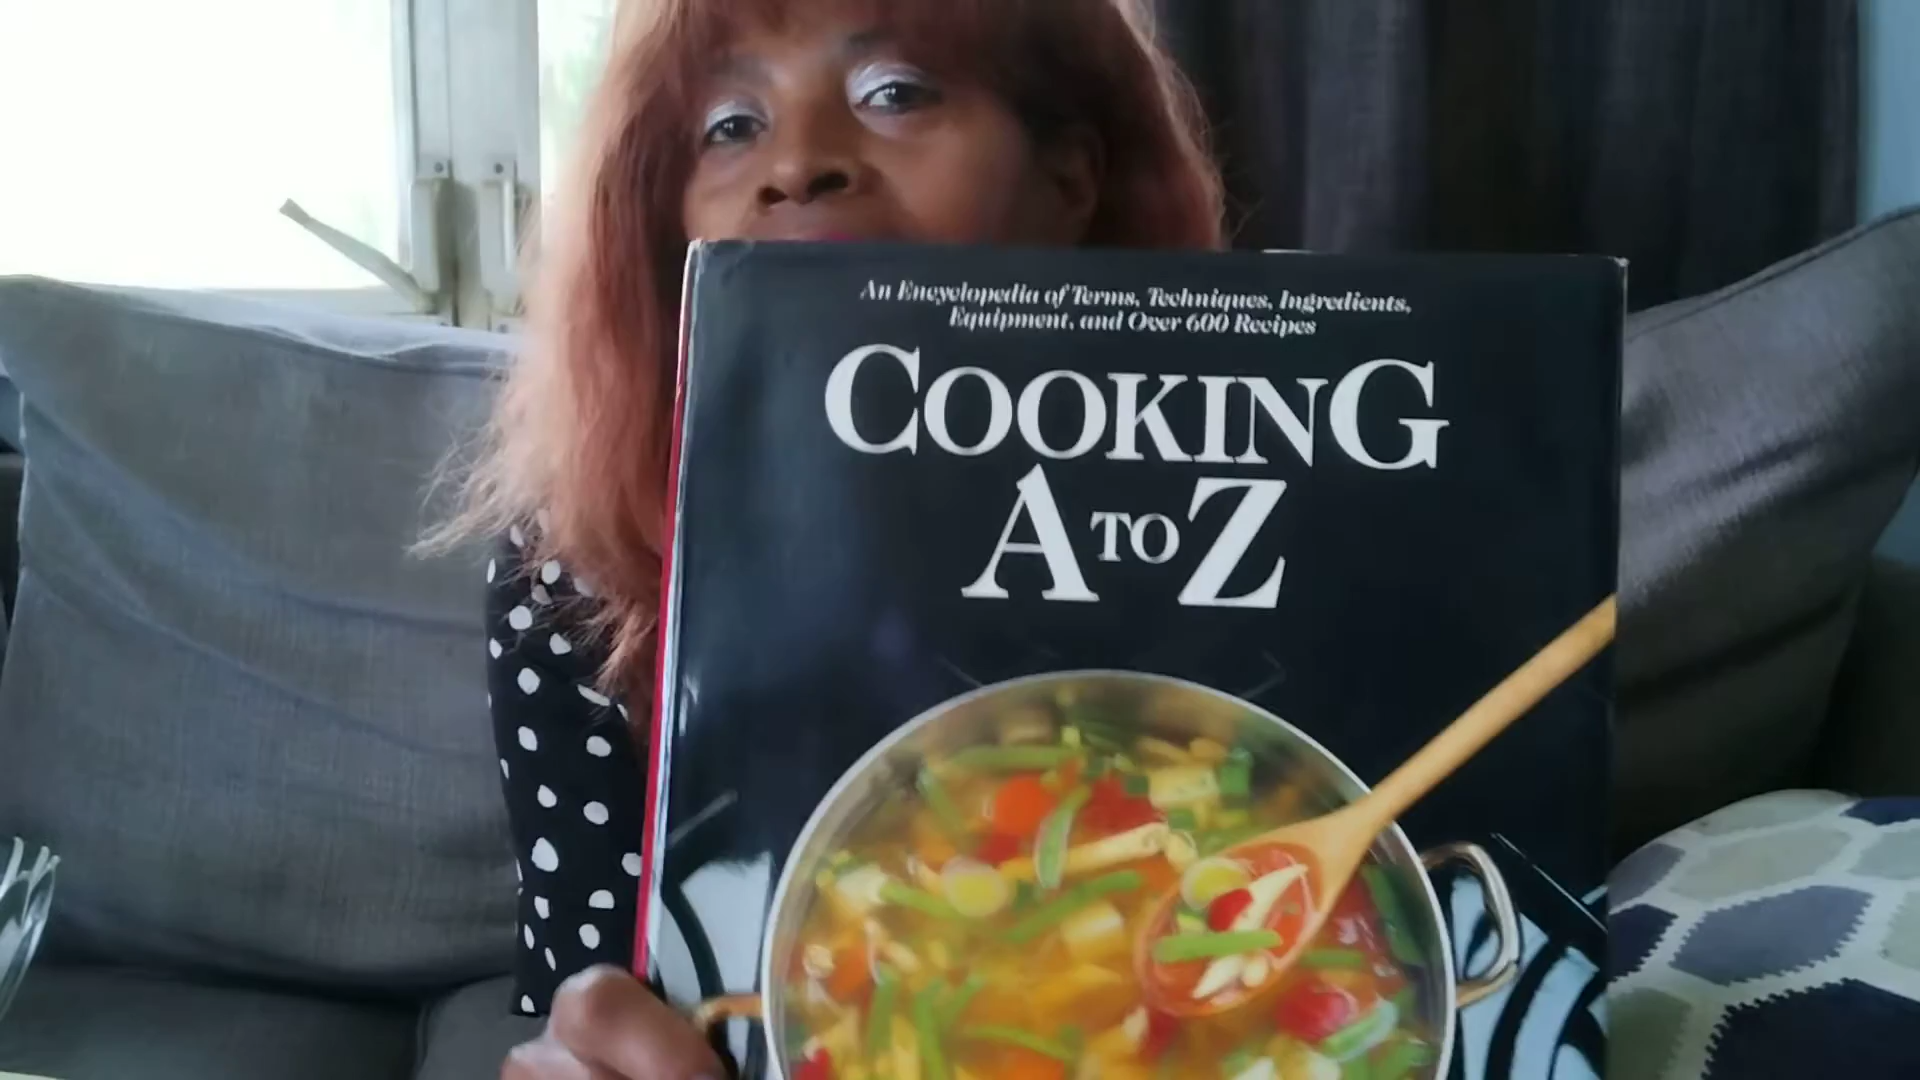 An Encyclopedia of Terms, Techniques, Ingredients,
Equipment, and Over 600 Recipes
COOKING
A TO Z